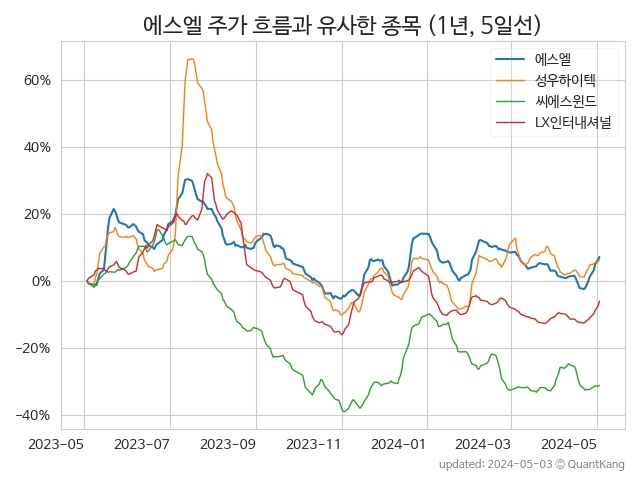 에스엘 주가 흐름과 유사한 종목 (1년, 5일선)
에스엘
성우하이텍
씨에스윈드
LX인터내셔널
60%
40%
20%
0%
−20%
−40%
2023-05 2023-07 2023-09 2023-11 2024-01 2024-03 2024-05
updated: 2024-05-03 © QuantKang